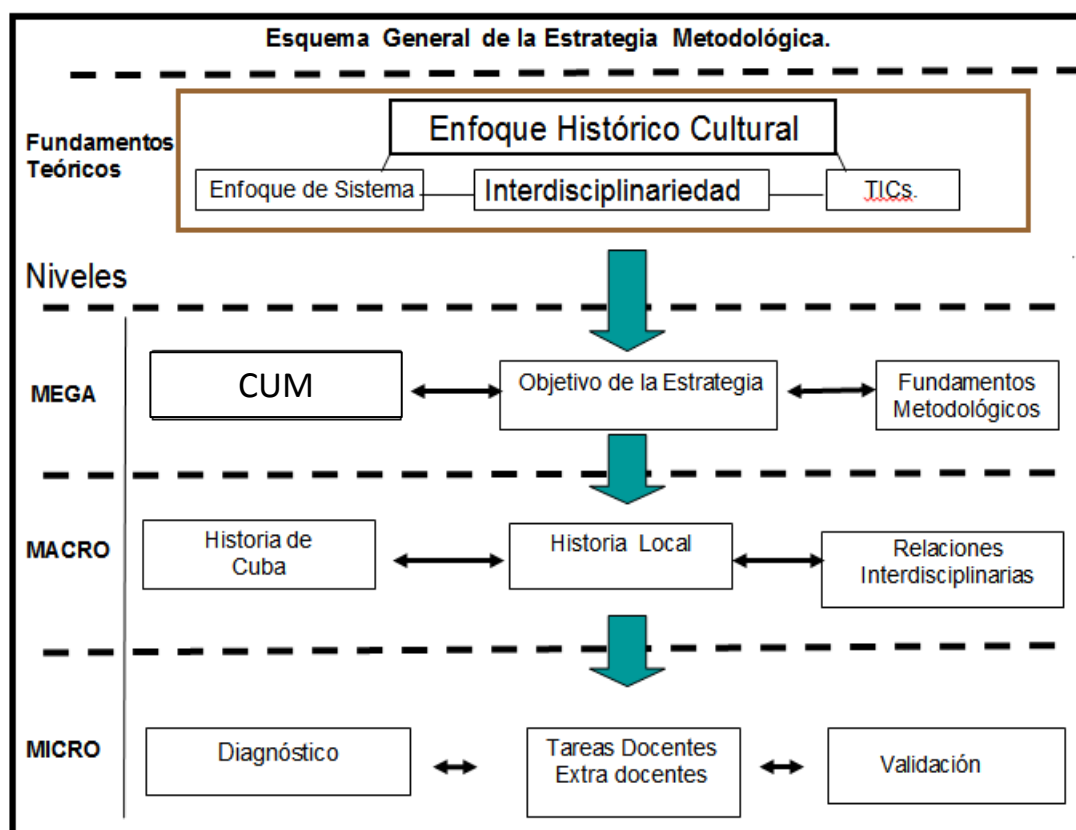 Esquema General de la Estrategia Metodológica.
Fundamentos
Teóricos
Enfoque Histórico Cultural
Enfoque de Sistema
Interdisciplinariedad
TICs.
Niveles
MEGA
CUM
Objetivo de la Estrategia
Fundamentos
Metodológicos
MACRO
Historia de
Cuba
Historia Local
Relaciones
Interdisciplinarias
MICRO
Diagnóstico
Tareas Docentes
Extra docentes
Validación